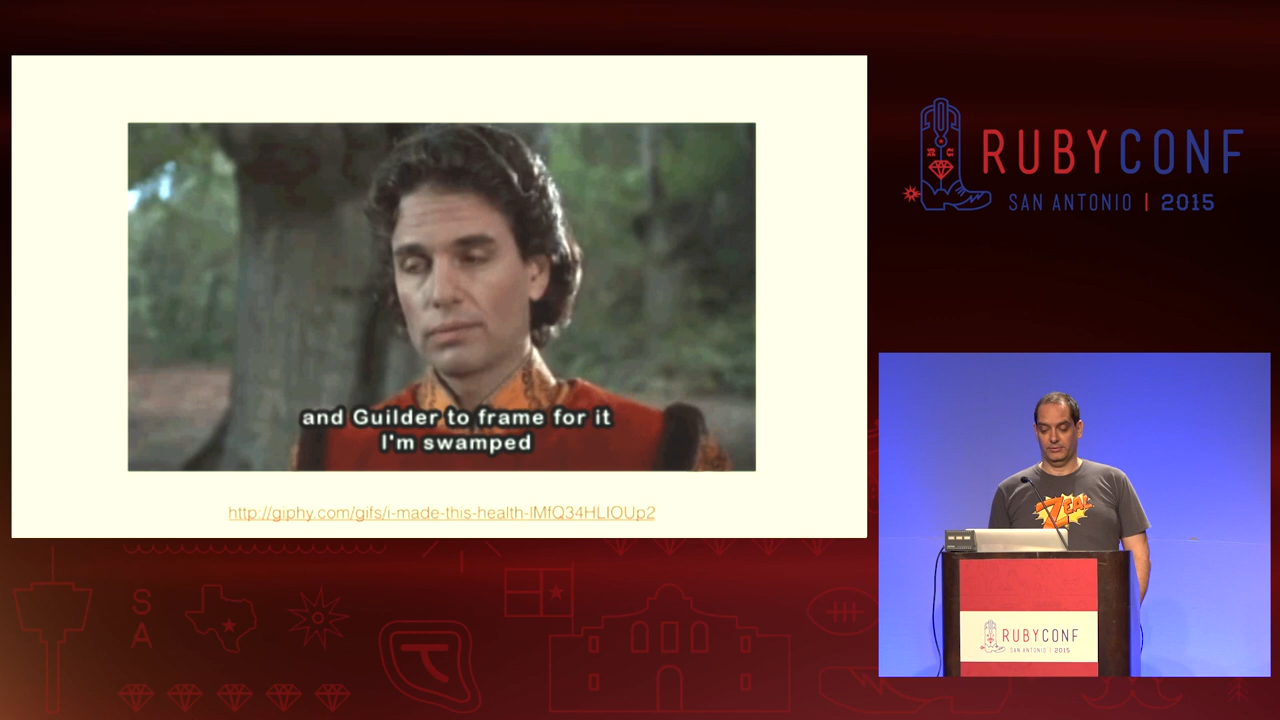 and Guilder to frame for it
I'm swamped
http://giphy.com/gifs/i-made-this-health-IMfQ34HLIOUp2
RUBYCONF
SAN ANTONIO | 2015
ZEAL
RUBYCONF
SAN ANTONIO | 2015
S
A